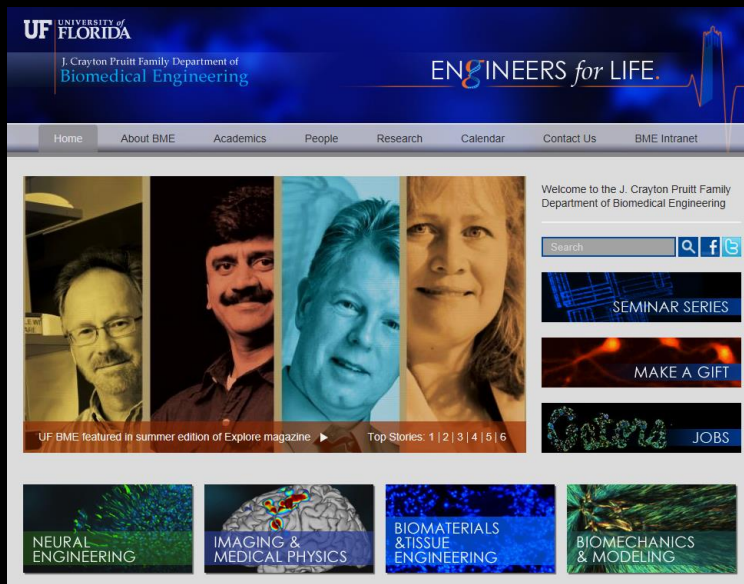 UF UNIVERSITY of
FLORIDA
J. Crayton Pruitt Family Department of
Biomedical Engineering
ENGINEERS for LIFE.
Home About BME Academics People Research Calendar Contact Us BME Intranet
Welcome to the J. Crayton Pruitt Family
Department of Biomedical Engineering
Search
SEMINAR SERIES
MAKE A GIFT
Gators JOBS
UF BME featured in summer edition of Explore magazine Top Stories: 1 | 2 | 3 | 4 | 5 | 6
NEURAL
ENGINEERING
IMAGING &
MEDICAL PHYSICS
BIOMATERIALS
&TISSUE
ENGINEERING
BIOMECHANICS
& MODELING